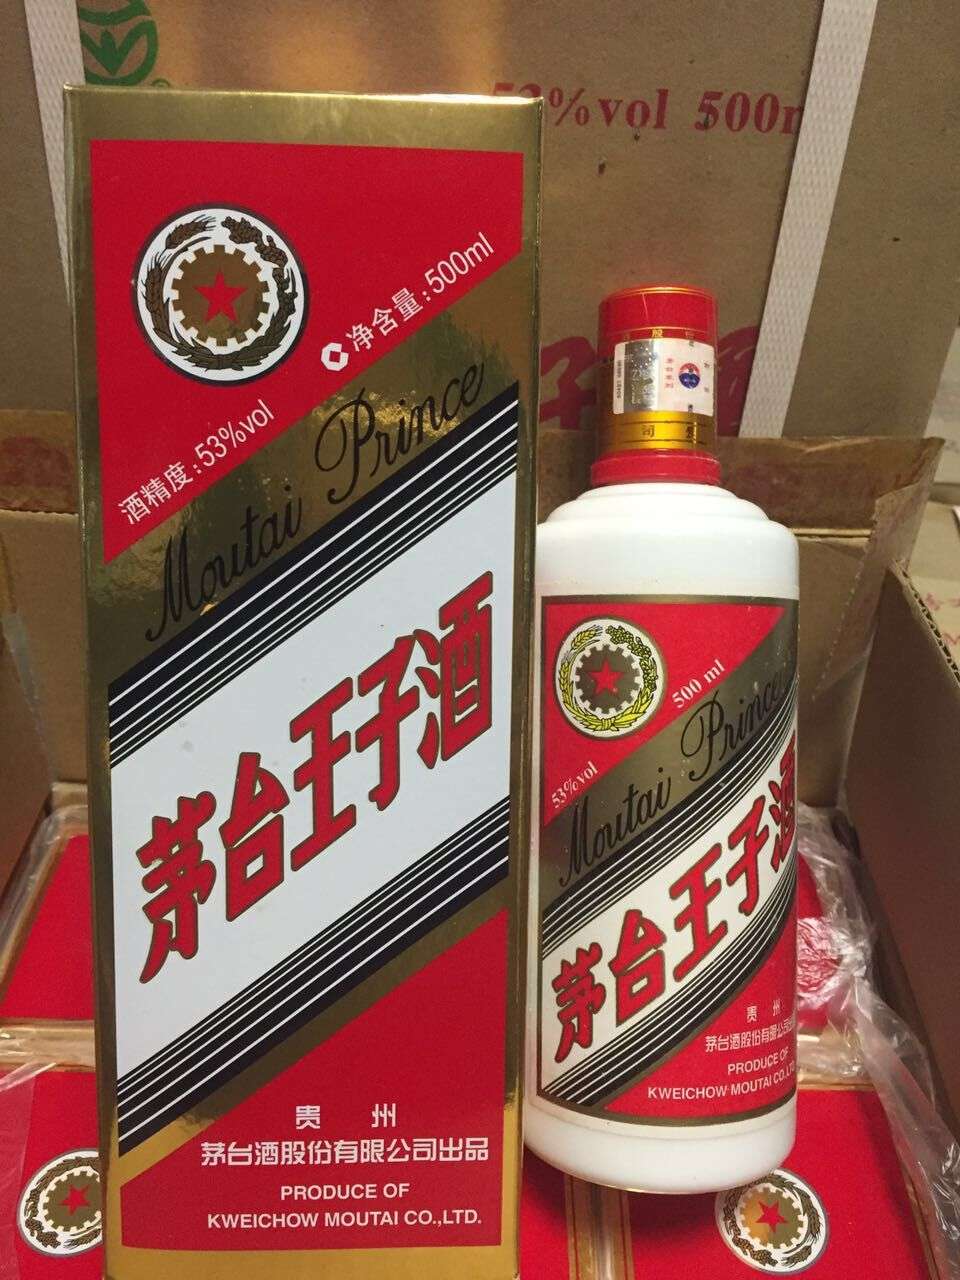 53%vol 500m
净含量:500ml
酒精度:53%vol
Moutai Prince
茅台王子酒
贵 州
茅台酒股份有限公司出品
PRODUCE OF
KWEICHOW MOUTAI CO.,LTD.
500 ml
53%vol
Moutai Prince
茅台王子酒
贵 州
茅台酒股份有限公司出
PRODUCE OF
KWEICHOW MOUTAI CO.,LTD